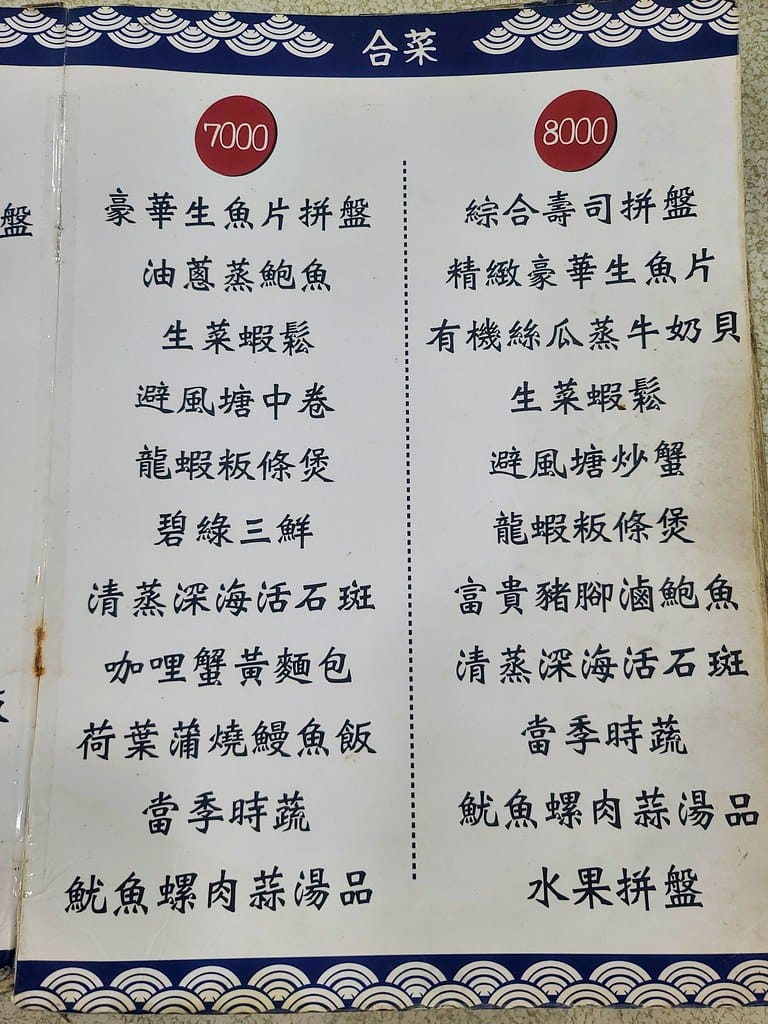 合菜
盤
7000
豪華生魚片拼盤
油蔥蒸鮑魚
生菜蝦鬆
避風塘中卷
龍蝦粄條煲
碧綠三鮮
清蒸深海活石斑
咖哩蟹黃麵包
荷葉蒲燒鰻魚飯
當季時蔬
魷魚螺肉蒜湯品
8000
綜合壽司拼盤
精緻豪華生魚片
有機絲瓜蒸牛奶貝
生菜蝦鬆
避風塘炒蟹
龍蝦粄條煲
富貴豬腳滷鮑魚
清蒸深海活石斑
當季時蔬
魷魚螺肉蒜湯品
水果拼盤